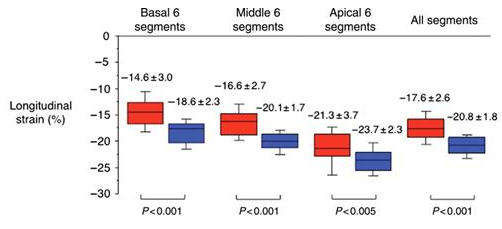 Basal 6
segments
Middle 6
segments
Apical 6
segments
All segments
Longitudinal
strain (%)
0
−5
−10
−15
−20
−25
−30
−14.6±3.0
−18.6±2.3
−16.6±2.7
−20.1±1.7
−21.3±3.7
−23.7±2.3
−17.6±2.6
−20.8±1.8
P<0.001
P<0.001
P<0.005
P<0.001